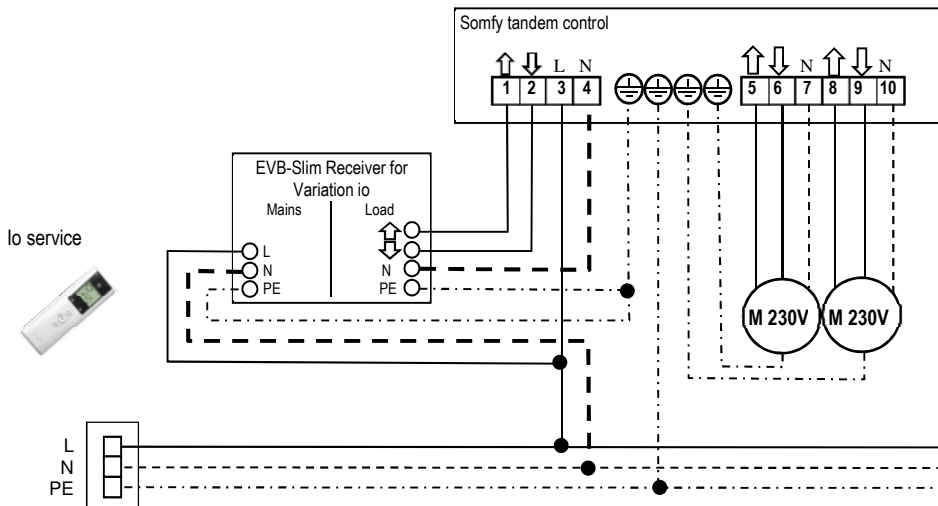 Somfy tandem control
L N N N
1 2 3 4 5 6 7 8 9 10
EVB-Slim Receiver for
Variation io
Mains Load
Io service
L
N N
PE PE
M 230V M 230V
L
N
PE